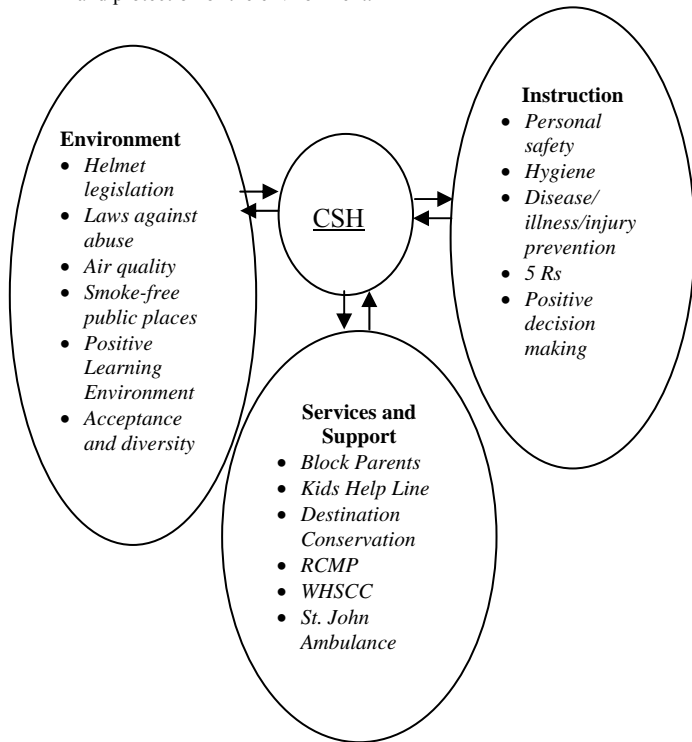 and protection of the environment.
Environment
• Helmet
legislation
• Laws against
abuse
• Air quality
• Smoke-free
public places
• Positive
Learning
Environment
• Acceptance
and diversity
CSH
Instruction
• Personal
safety
• Hygiene
• Disease/
illness/injury
prevention
• 5 Rs
• Positive
decision
making
Services and
Support
• Block Parents
• Kids Help Line
• Destination
Conservation
• RCMP
• WHSCC
• St. John
Ambulance